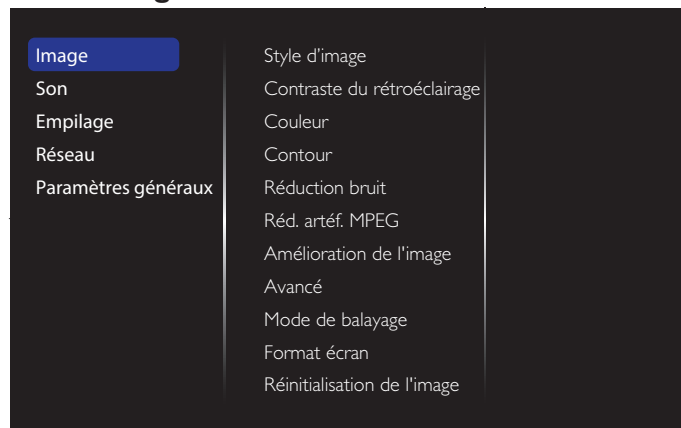 Image
Son
Empilage
Réseau
Paramètres généraux
Style d’image
Contraste du rétroéclairage
Couleur
Contour
Réduction bruit
Réd. artéf. MPEG
Amélioration de l'image
Avancé
Mode de balayage
Format écran
Réinitialisation de l'image